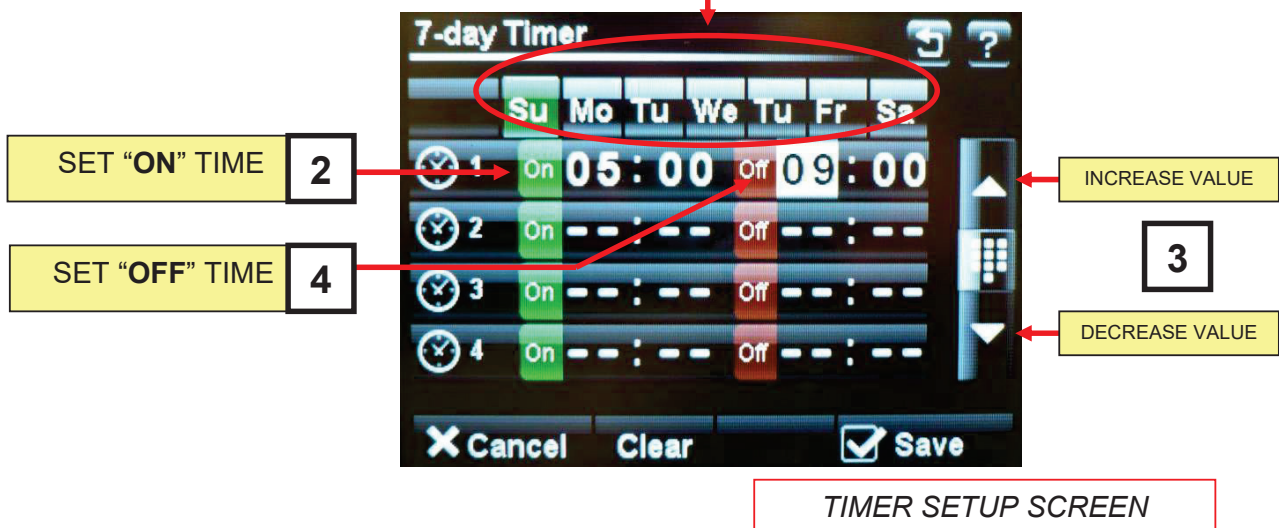 7-day Timer ?
Su Mo Tu We Tu Fr Sa
SET “ON” TIME 2
1 On 05:00 Off 09:00
INCREASE VALUE
2 On --:-- Off --:--
3
SET “OFF” TIME 4
3 On --:-- Off --:--
DECREASE VALUE
4 On --:-- Off --:--
Cancel Clear Save
TIMER SETUP SCREEN